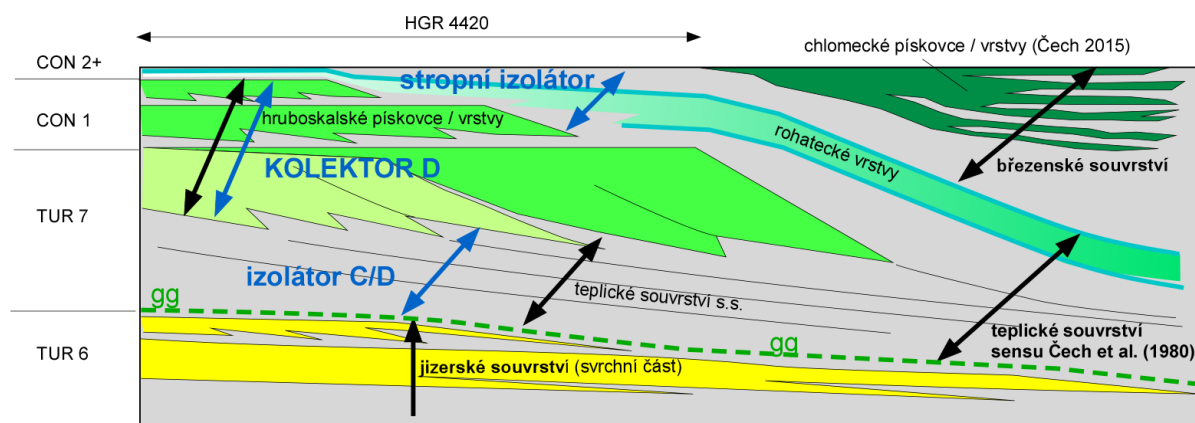 HGR 4420
chlomecké pískovce / vrstvy (Čech 2015)
CON 2+
stropní izolátor
CON 1
hruboskalské pískovce / vrstvy
rohatecké vrstvy
KOLEKTOR D
březenské souvrství
TUR 7
izolátor C/D
teplické souvrství s.s.
gg
gg
teplické souvrství
sensu Čech et al. (1980)
TUR 6
jizerské souvrství (svrchní část)